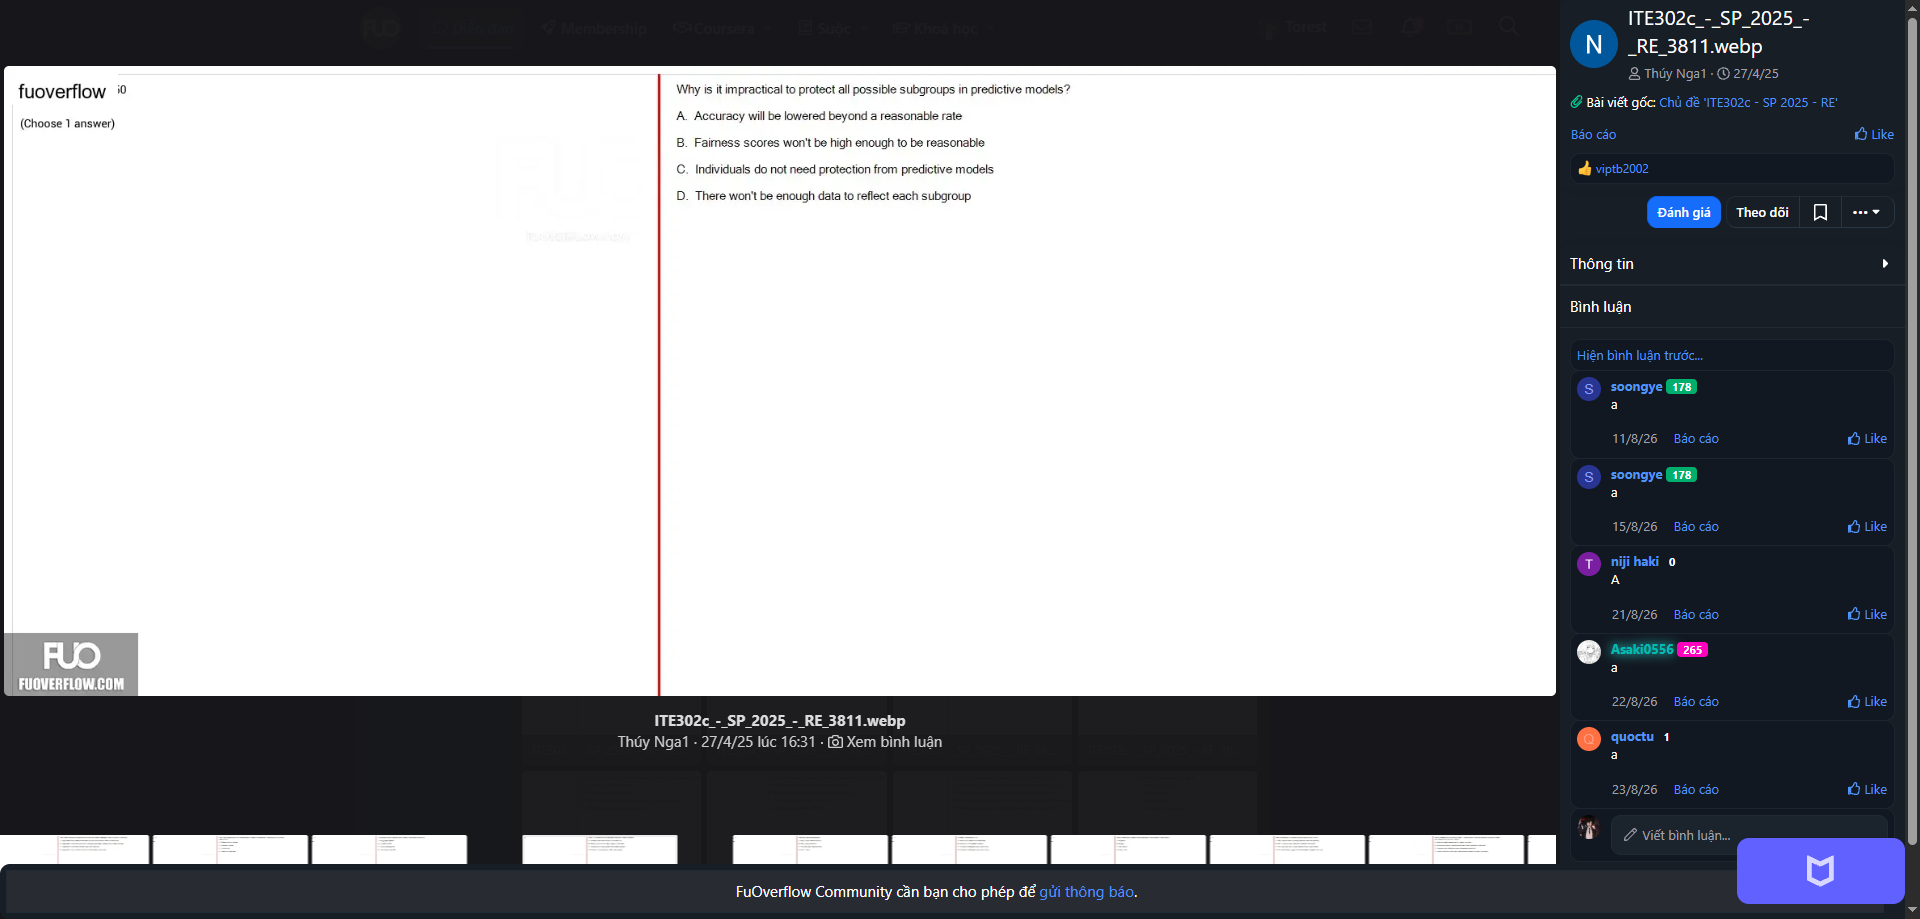 FUO
Membership
Coursera
Torest
fuoverflow
60
(Choose 1 answer)
Why is it impractical to protect all possible subgroups in predictive models?
A. Accuracy will be lowered beyond a reasonable rate
B. Fairness scores won't be high enough to be reasonable
C. Individuals do not need protection from predictive models
D. There won't be enough data to reflect each subgroup
FUO
FUOVERFLOW.COM
ITE302c_-_SP_2025_-_RE_3811.webp
Thúy Nga1 · 27/4/25 lúc 16:31 · Xem bình luận
FuOverflow Community cần bạn cho phép để gửi thông báo.
N
ITE302c_-_SP_2025_-
_RE_3811.webp
Thúy Nga1 · 27/4/25
Bài viết gốc: Chủ đề 'ITE302c - SP 2025 - RE'
Báo cáo
Like
viptb2002
Đánh giá
Theo dõi
Thông tin
Bình luận
Hiện bình luận trước...
S
soongye 178
a
11/8/26 Báo cáo Like
S
soongye 178
a
15/8/26 Báo cáo Like
T
niji haki 0
A
21/8/26 Báo cáo Like
Asaki0556 265
a
22/8/26 Báo cáo Like
Q
quoctu 1
a
23/8/26 Báo cáo Like
Viết bình luận...